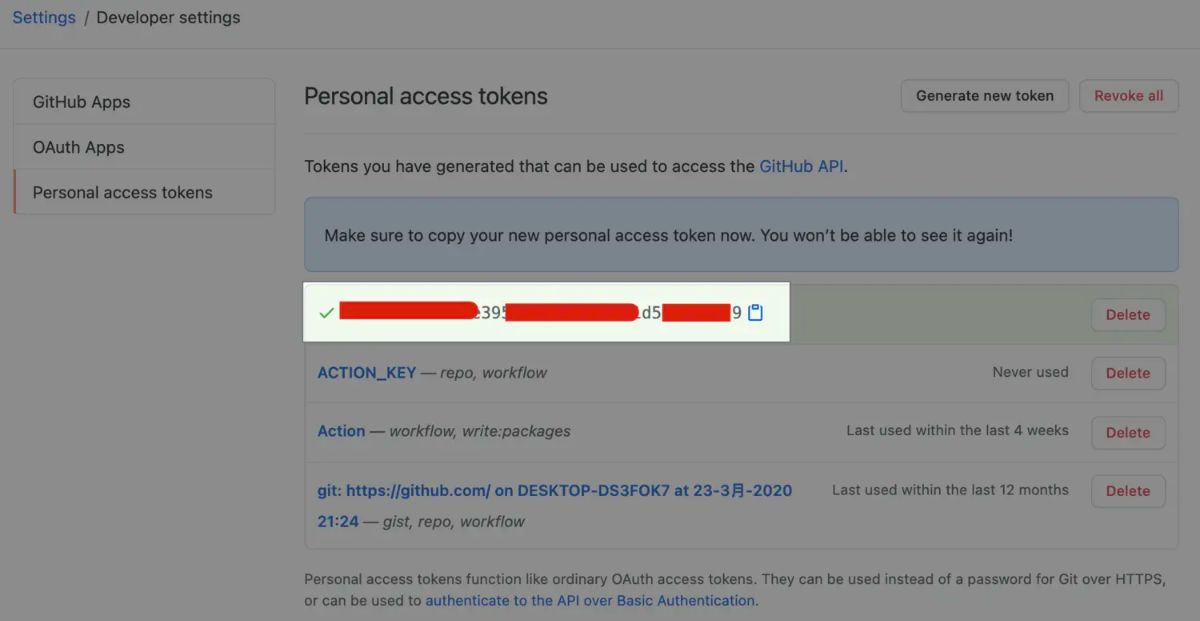 Settings / Developer settings
GitHub Apps
OAuth Apps
Personal access tokens
Personal access tokens
Generate new token
Revoke all
Tokens you have generated that can be used to access the GitHub API.
Make sure to copy your new personal access token now. You won't be able to see it again!
Delete
ACTION_KEY — repo, workflow
Never used
Delete
Action — workflow, write:packages
Last used within the last 4 weeks
Delete
git: https://github.com/ on DESKTOP-DS3FOK7 at 23-3月-2020
21:24 — gist, repo, workflow
Last used within the last 12 months
Delete
Personal access tokens function like ordinary OAuth access tokens. They can be used instead of a password for Git over HTTPS,
or can be used to authenticate to the API over Basic Authentication.